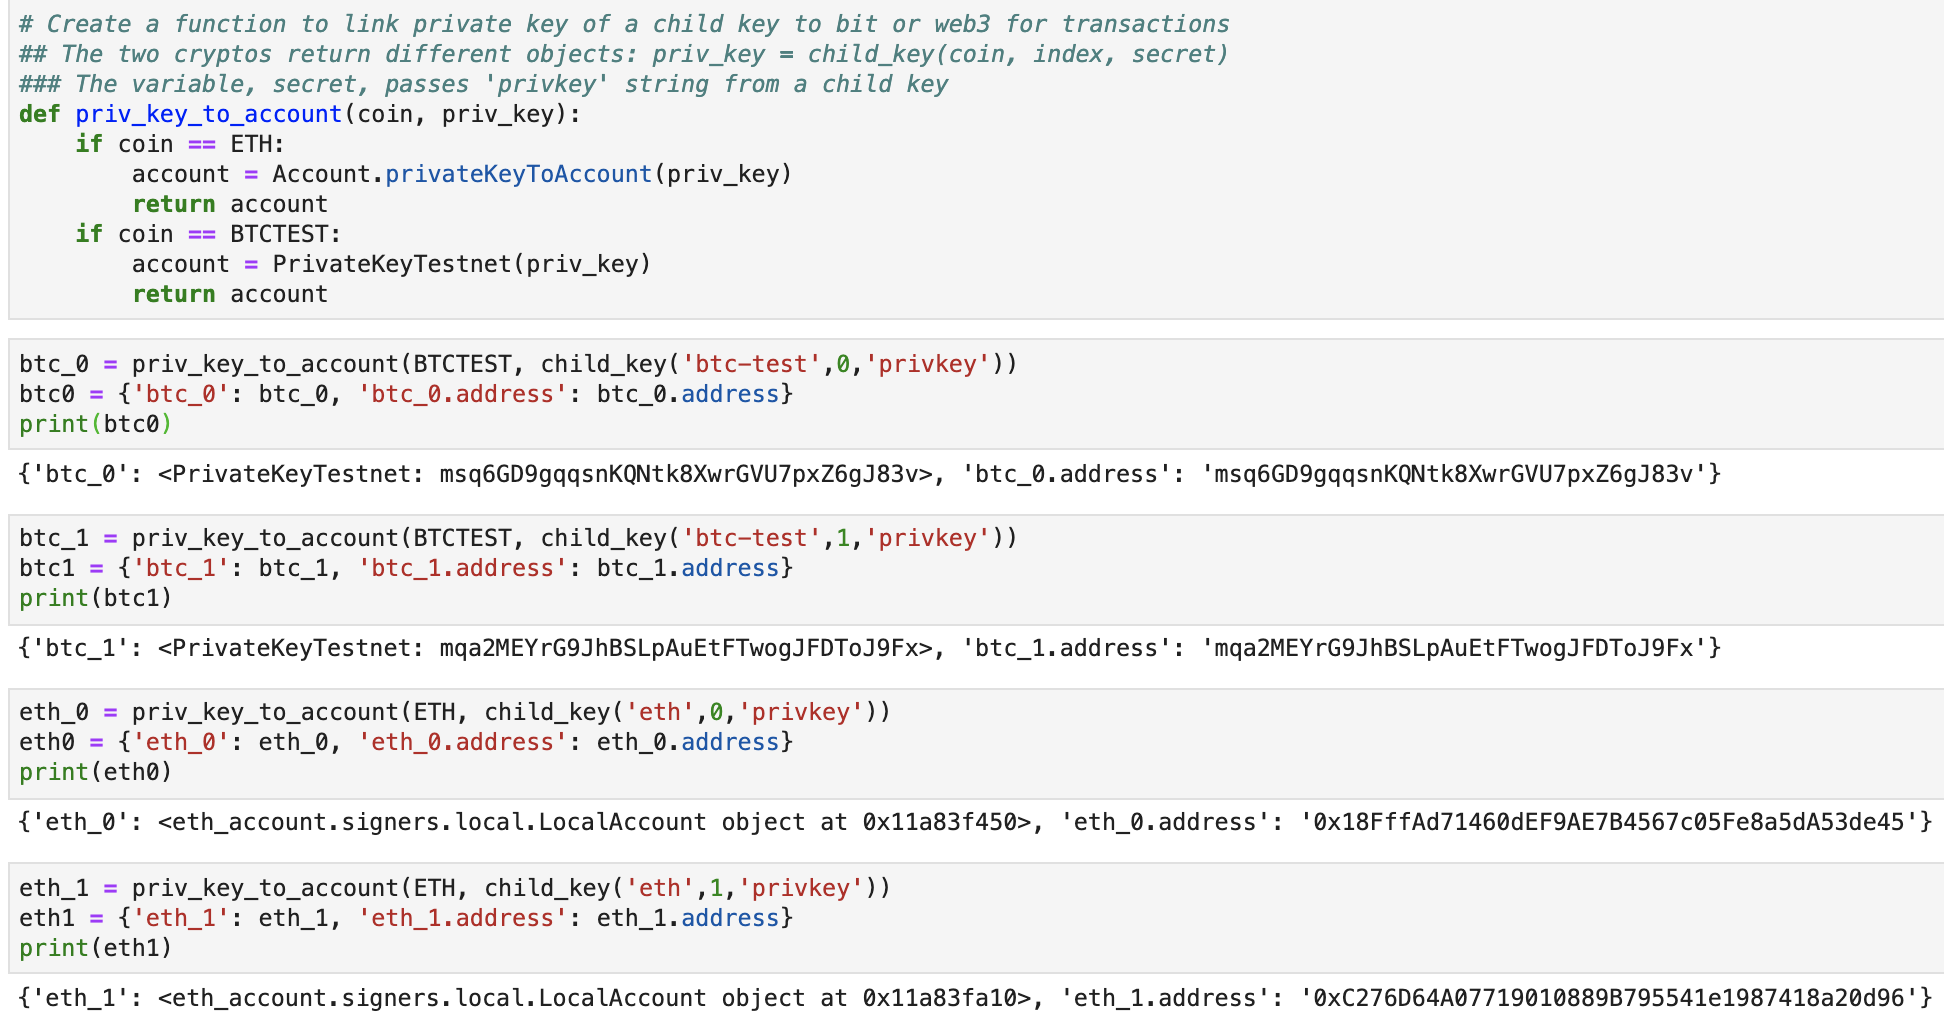 # Create a function to link private key of a child key to bit or web3 for transactions
## The two cryptos return different objects: priv_key = child_key(coin, index, secret)
### The variable, secret, passes 'privkey' string from a child key
def priv_key_to_account(coin, priv_key):
    if coin == ETH:
        account = Account.privateKeyToAccount(priv_key)
        return account
    if coin == BTCTEST:
        account = PrivateKeyTestnet(priv_key)
        return account
btc_0 = priv_key_to_account(BTCTEST, child_key('btc-test',0,'privkey'))
btc0 = {'btc_0': btc_0, 'btc_0.address': btc_0.address}
print(btc0)
{'btc_0': <PrivateKeyTestnet: msq6GD9gqqsnKQNtk8XwrGVU7pxZ6gJ83v>, 'btc_0.address': 'msq6GD9gqqsnKQNtk8XwrGVU7pxZ6gJ83v'}
btc_1 = priv_key_to_account(BTCTEST, child_key('btc-test',1,'privkey'))
btc1 = {'btc_1': btc_1, 'btc_1.address': btc_1.address}
print(btc1)
{'btc_1': <PrivateKeyTestnet: mqa2MEYrG9JhBSLpAuEtFTwogJFDToJ9Fx>, 'btc_1.address': 'mqa2MEYrG9JhBSLpAuEtFTwogJFDToJ9Fx'}
eth_0 = priv_key_to_account(ETH, child_key('eth',0,'privkey'))
eth0 = {'eth_0': eth_0, 'eth_0.address': eth_0.address}
print(eth0)
{'eth_0': <eth_account.signers.local.LocalAccount object at 0x11a83f450>, 'eth_0.address': '0x18FffAd71460dEF9AE7B4567c05Fe8a5dA53de45'}
eth_1 = priv_key_to_account(ETH, child_key('eth',1,'privkey'))
eth1 = {'eth_1': eth_1, 'eth_1.address': eth_1.address}
print(eth1)
{'eth_1': <eth_account.signers.local.LocalAccount object at 0x11a83fa10>, 'eth_1.address': '0xC276D64A07719010889B795541e1987418a20d96'}